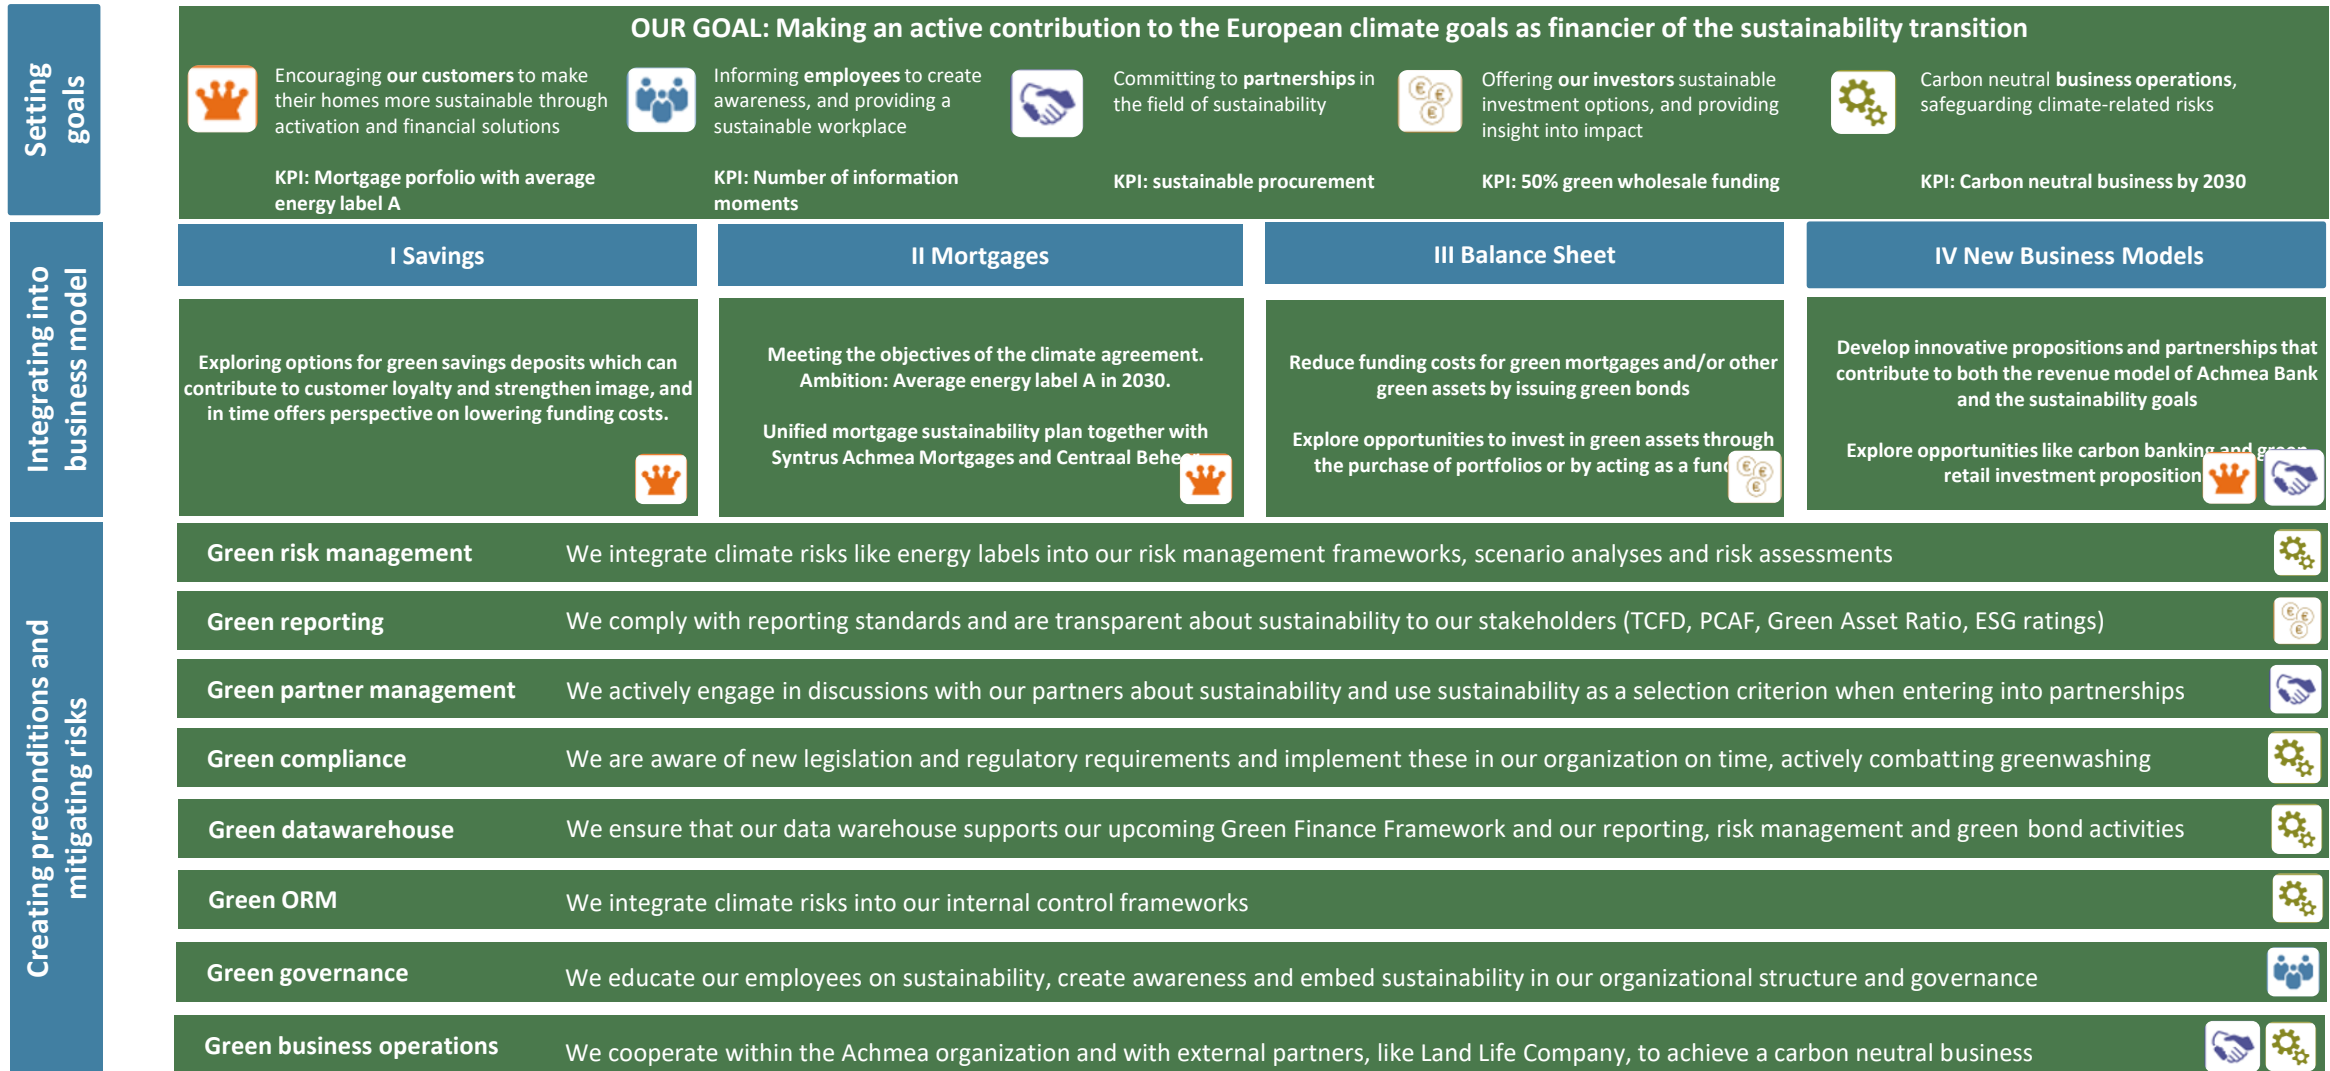 Setting
goals
OUR GOAL: Making an active contribution to the European climate goals as financier of the sustainability transition
Encouraging our customers to make
their homes more sustainable through
activation and financial solutions
KPI: Mortgage porfolio with average
energy label A
Informing employees to create
awareness, and providing a
sustainable workplace
KPI: Number of information
moments
Committing to partnerships in
the field of sustainability
KPI: sustainable procurement
Offering our investors sustainable
investment options, and providing
insight into impact
KPI: 50% green wholesale funding
Carbon neutral business operations,
safeguarding climate-related risks
KPI: Carbon neutral business by 2030
Integrating into
business model
I Savings
Exploring options for green savings deposits which can
contribute to customer loyalty and strengthen image, and
in time offers perspective on lowering funding costs.
II Mortgages
Meeting the objectives of the climate agreement.
Ambition: Average energy label A in 2030.
Unified mortgage sustainability plan together with
Syntrus Achmea Mortgages and Centraal Beheer
III Balance Sheet
Reduce funding costs for green mortgages and/or other
green assets by issuing green bonds
Explore opportunities to invest in green assets through
the purchase of portfolios or by acting as a
IV New Business Models
Develop innovative propositions and partnerships that
contribute to both the revenue model of Achmea Bank
and the sustainability goals
Explore opportunities like carbon banking and green
retail investment proposition
Creating preconditions and
mitigating risks
Green risk management We integrate climate risks like energy labels into our risk management frameworks, scenario analyses and risk assessments
Green reporting We comply with reporting standards and are transparent about sustainability to our stakeholders (TCFD, PCAF, Green Asset Ratio, ESG ratings)
Green partner management We actively engage in discussions with our partners about sustainability and use sustainability as a selection criterion when entering into partnerships
Green compliance We are aware of new legislation and regulatory requirements and implement these in our organization on time, actively combatting greenwashing
Green datawarehouse We ensure that our data warehouse supports our upcoming Green Finance Framework and our reporting, risk management and green bond activities
Green ORM We integrate climate risks into our internal control frameworks
Green governance We educate our employees on sustainability, create awareness and embed sustainability in our organizational structure and governance
Green business operations We cooperate within the Achmea organization and with external partners, like Land Life Company, to achieve a carbon neutral business